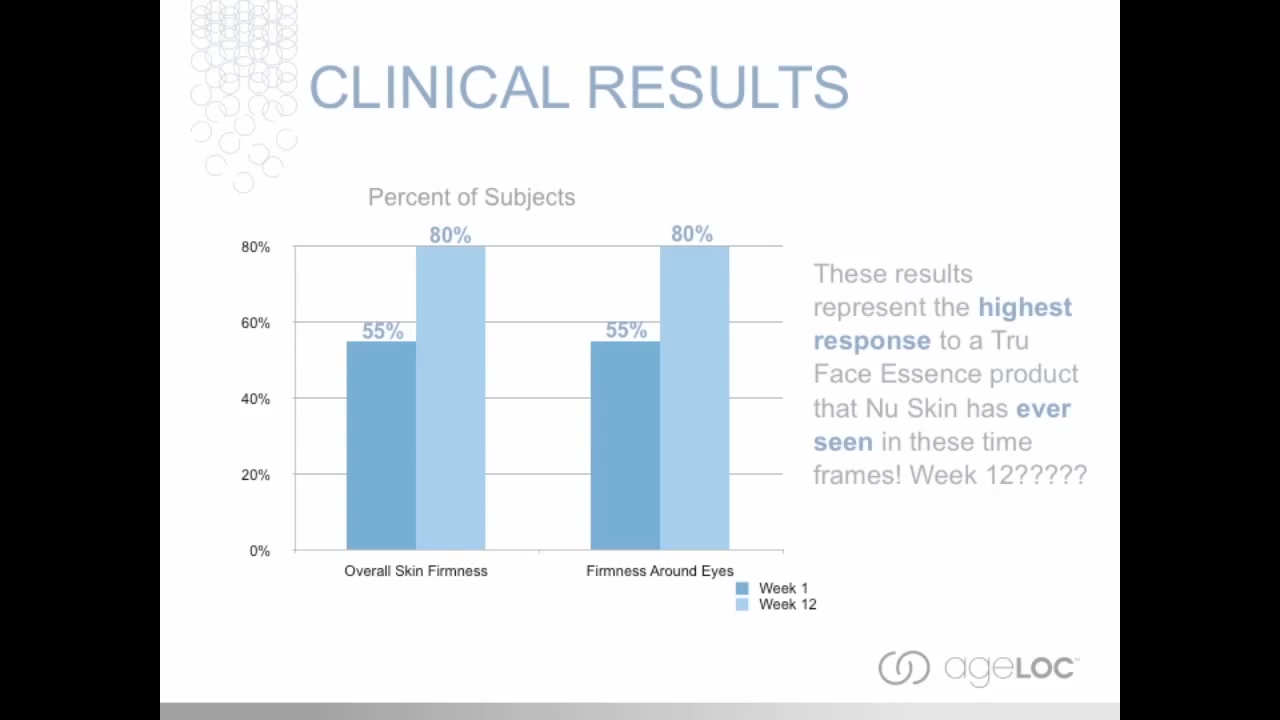 CLINICAL RESULTS
Percent of Subjects
80%
60%
40%
20%
0%
55%
80%
55%
80%
Overall Skin Firmness
Firmness Around Eyes
Week 1
Week 12
These results
represent the highest
response to a Tru
Face Essence product
that Nu Skin has ever
seen in these time
frames! Week 12?????
ageLOC™